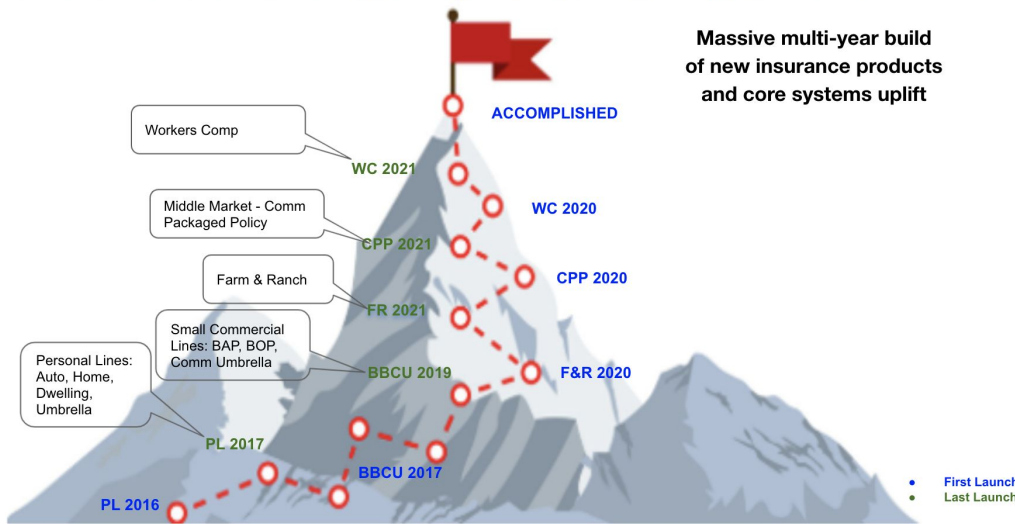 Massive multi-year build
of new insurance products
and core systems uplift
ACCOMPLISHED
Workers Comp
WC 2021
WC 2020
Middle Market - Comm
Packaged Policy
CPP 2021
CPP 2020
Farm & Ranch
FR 2021
Small Commercial
Lines: BAP, BOP,
Comm Umbrella
BBCU 2019
F&R 2020
Personal Lines:
Auto, Home,
Dwelling,
Umbrella
PL 2017
BBCU 2017
PL 2016
First Launch
Last Launch